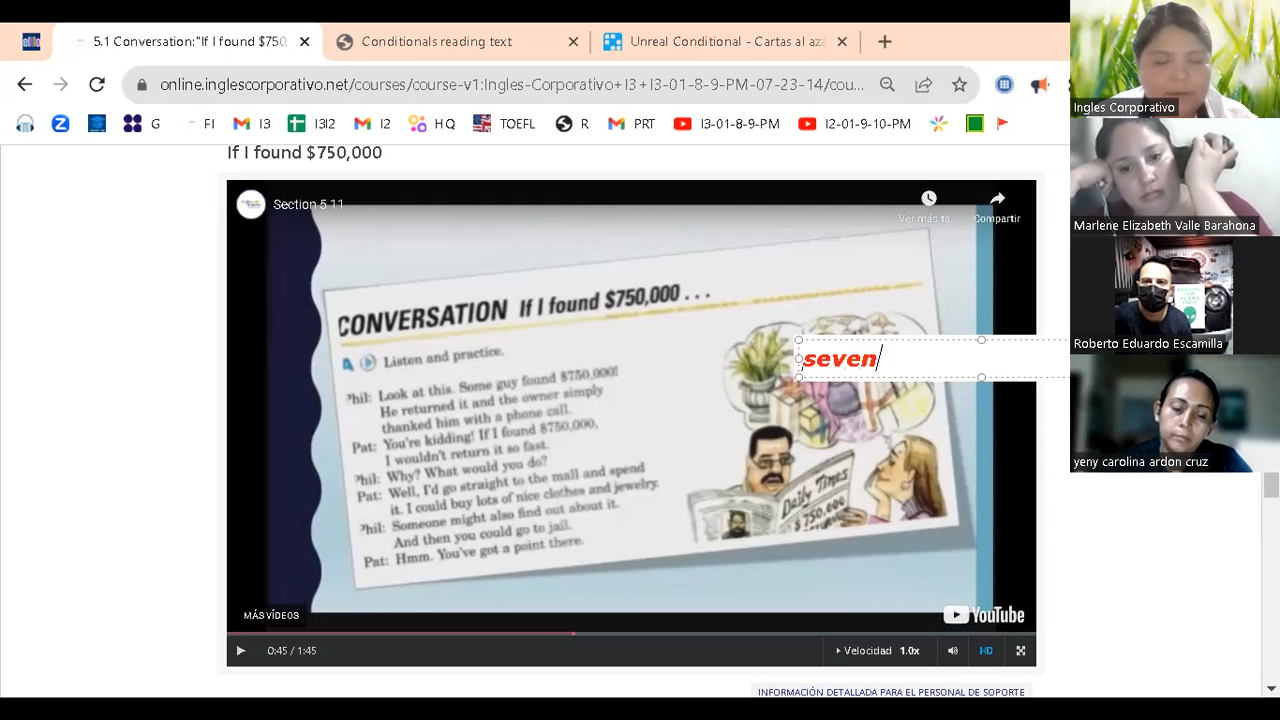 5.1 Conversation:"If I found $750,
Conditionals reading text
Unreal Conditional - Cartas al aza
online.inglescorporativo.net/courses/course-v1:Ingles-Corporativo+I3+I3-01-8-9-PM-07-23-14/cou...
G
FI
I3
I3I2
I2
HQ
TOEFL
R
PRT
I3-01-8-9-PM
I2-01-9-10-PM
If I found $750,000
Section 5 11
Ver más ta
Compartir
CONVERSATION If I found $750,000 . . .
A Listen and practice.
Phil: Look at this. Some guy found $750,000!
He returned it and the owner simply
thanked him with a phone call.
Pat: You're kidding! If I found $750,000,
I wouldn't return it so fast.
Phil: Why? What would you do?
Pat: Well, I'd go straight to the mall and spend
it. I could buy lots of nice clothes and jewelry.
Phil: Someone might also find out about it.
And then you could go to jail.
Pat: Hmm. You've got a point there.
seven
Daily Times
$750,000
MÁS VÍDEOS
YouTube
0:45 / 1:45
Velocidad 1.0x
HD
INFORMACIÓN DETALLADA PARA EL PERSONAL DE SOPORTE
Ingles Corporativo
Marlene Elizabeth Valle Barahona
Roberto Eduardo Escamilla
yeny carolina ardon cruz